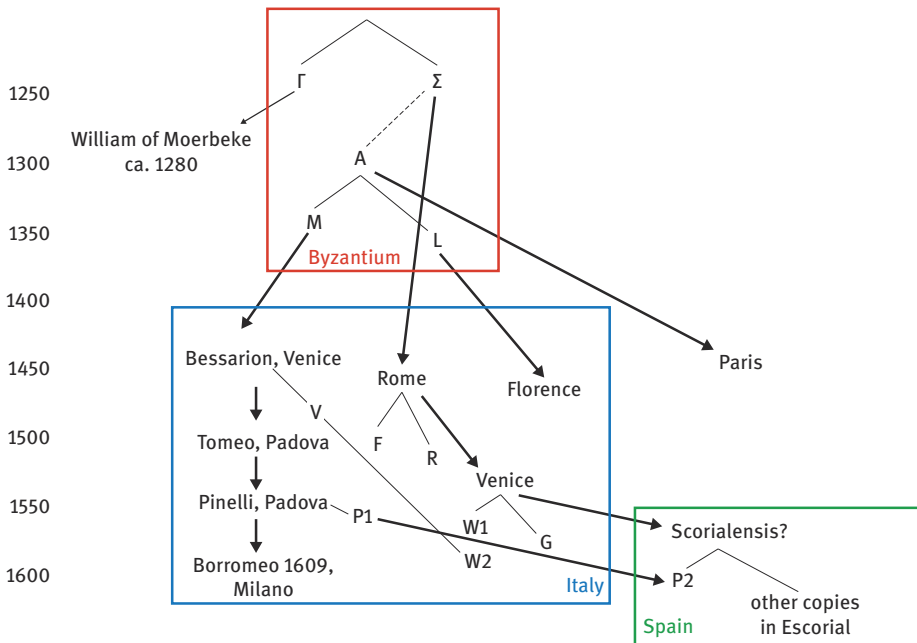 Γ
Σ
1250
William of Moerbeke
ca. 1280
1300
A
M
1350
L
Byzantium
1400
Bessarion, Venice
Paris
1450
Rome
Florence
V
1500
Tomeo, Padova
F
R
Venice
1550
Pinelli, Padova
P1
W1
G
Scorialensis?
W2
1600
Borromeo 1609,
Milano
Italy
P2
other copies
in Escorial
Spain